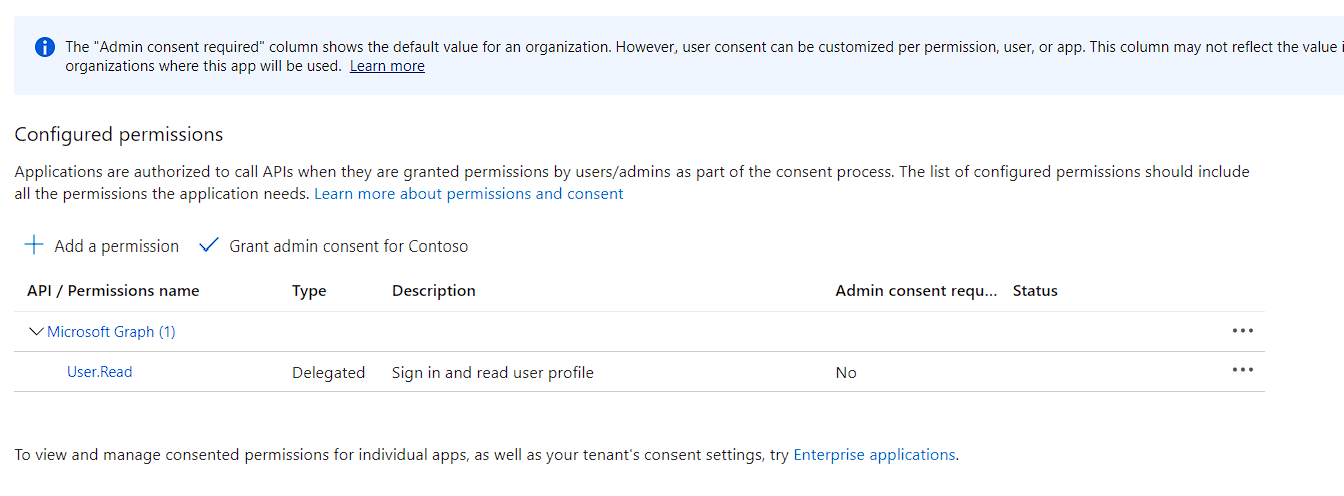 The "Admin consent required" column shows the default value for an organization. However, user consent can be customized per permission, user, or app. This column may not reflect the value
organizations where this app will be used. Learn more
Configured permissions
Applications are authorized to call APIs when they are granted permissions by users/admins as part of the consent process. The list of configured permissions should include
all the permissions the application needs. Learn more about permissions and consent
Add a permission Grant admin consent for Contoso
API / Permissions name Type Description Admin consent requ... Status
Microsoft Graph (1)
User.Read Delegated Sign in and read user profile No
To view and manage consented permissions for individual apps, as well as your tenant's consent settings, try Enterprise applications.